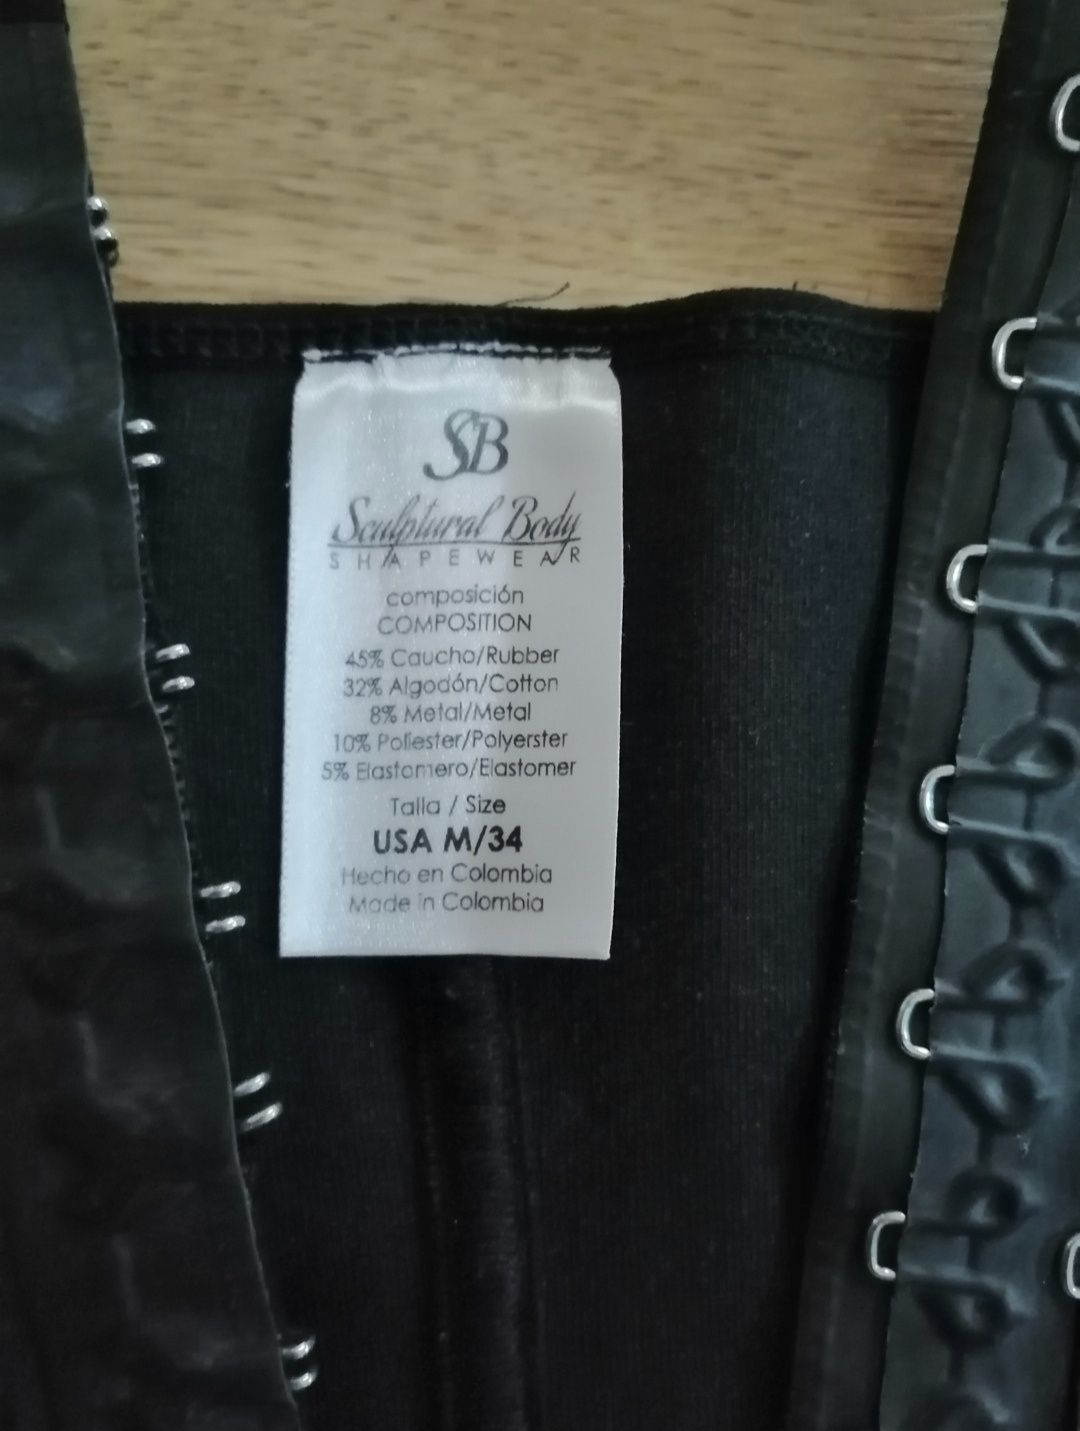 SB
Sculptural Body
SHAPEWEAR
composición
COMPOSITION
45% Caucho/Rubber
32% Algodón/Cotton
8% Metal/Metal
10% Poliester/Polyerster
5% Elastomero/Elastomer
Talla / Size
USA M/34
Hecho en Colombia
Made in Colombia